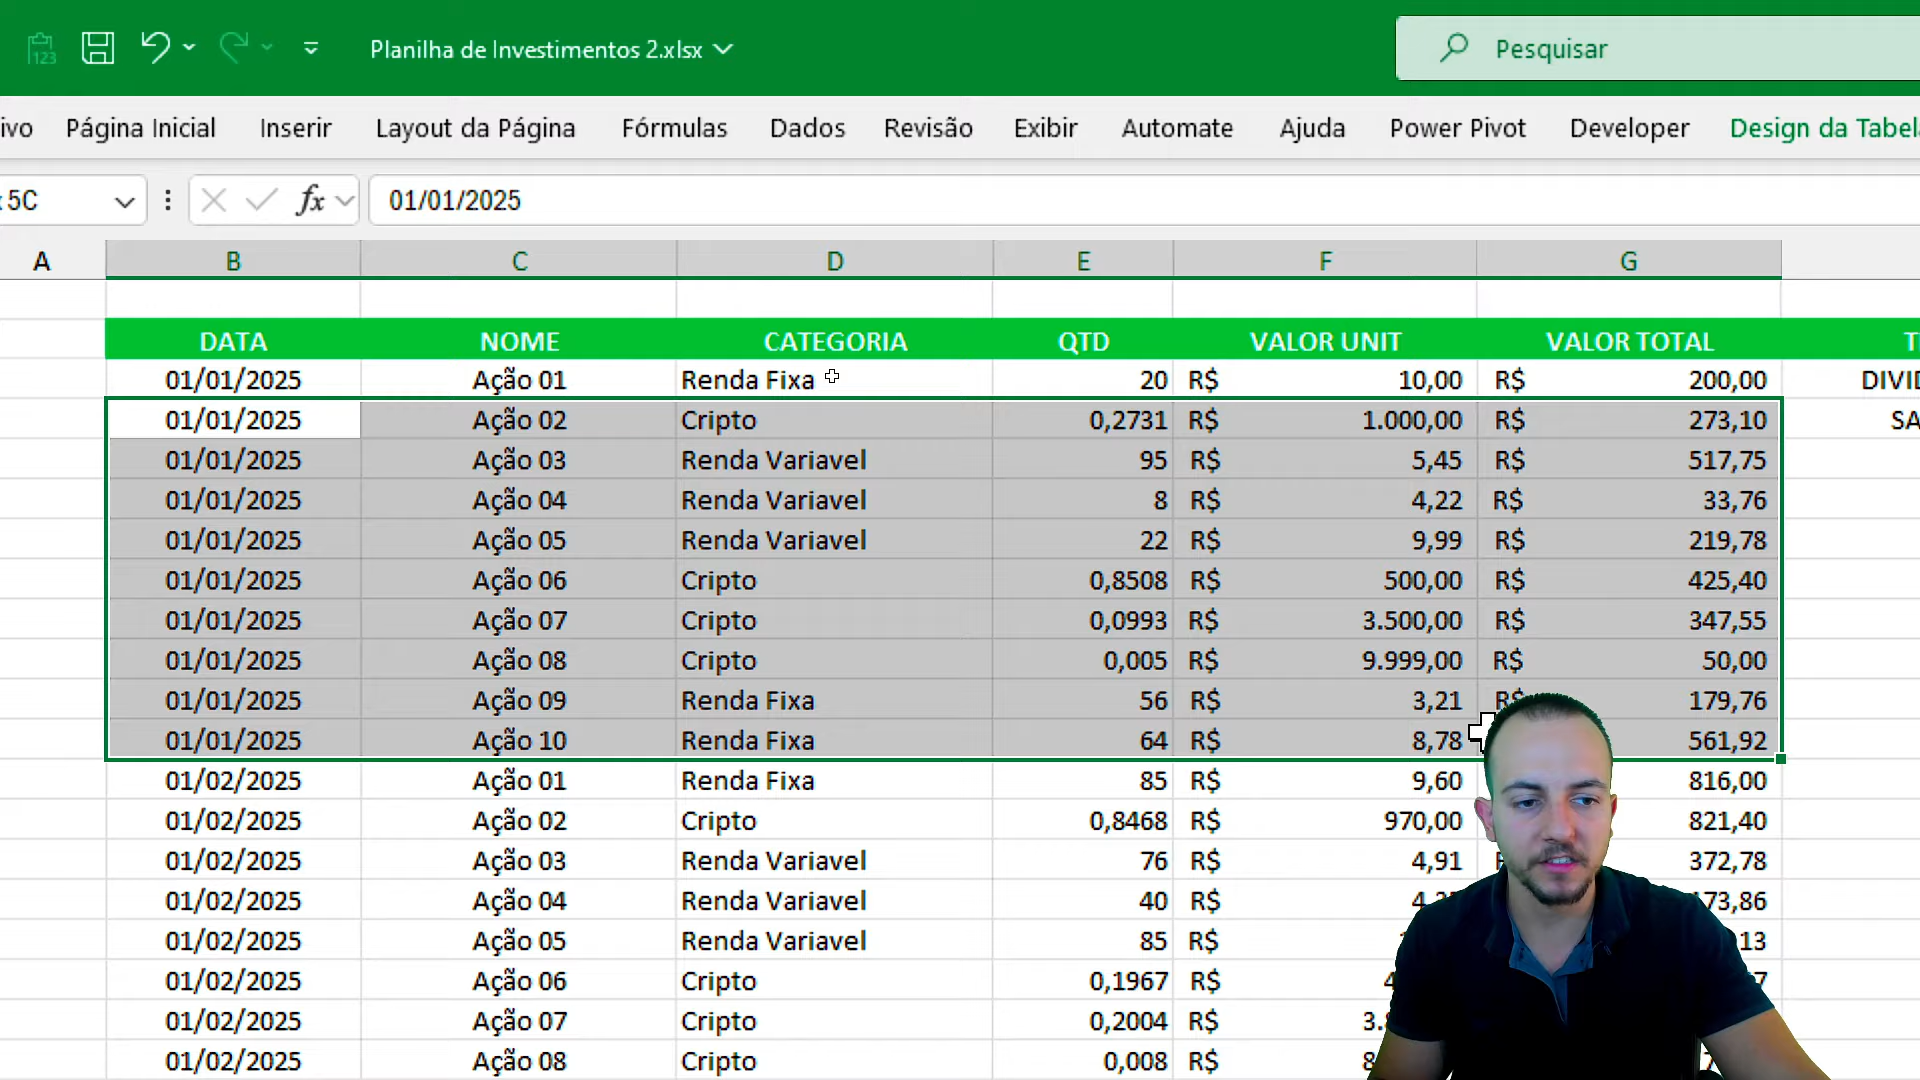 Planilha de Investimentos 2.xlsx
Pesquisar
ivo Página Inicial Inserir Layout da Página Fórmulas Dados Revisão Exibir Automate Ajuda Power Pivot Developer Design da Tabel
5C fx 01/01/2025
A B C D E F G
DATA NOME CATEGORIA QTD VALOR UNIT VALOR TOTAL T
01/01/2025 Ação 01 Renda Fixa 20 R$ 10,00 R$ 200,00 DIVID
01/01/2025 Ação 02 Cripto 0,2731 R$ 1.000,00 R$ 273,10 SA
01/01/2025 Ação 03 Renda Variavel 95 R$ 5,45 R$ 517,75
01/01/2025 Ação 04 Renda Variavel 8 R$ 4,22 R$ 33,76
01/01/2025 Ação 05 Renda Variavel 22 R$ 9,99 R$ 219,78
01/01/2025 Ação 06 Cripto 0,8508 R$ 500,00 R$ 425,40
01/01/2025 Ação 07 Cripto 0,0993 R$ 3.500,00 R$ 347,55
01/01/2025 Ação 08 Cripto 0,005 R$ 9.999,00 R$ 50,00
01/01/2025 Ação 09 Renda Fixa 56 R$ 3,21 R$ 179,76
01/01/2025 Ação 10 Renda Fixa 64 R$ 8,78 561,92
01/02/2025 Ação 01 Renda Fixa 85 R$ 9,60 816,00
01/02/2025 Ação 02 Cripto 0,8468 R$ 970,00 821,40
01/02/2025 Ação 03 Renda Variavel 76 R$ 4,91 372,78
01/02/2025 Ação 04 Renda Variavel 40 R$ 73,86
01/02/2025 Ação 05 Renda Variavel 85 R$ 13
01/02/2025 Ação 06 Cripto 0,1967 R$
01/02/2025 Ação 07 Cripto 0,2004 R$
01/02/2025 Ação 08 Cripto 0,008 R$